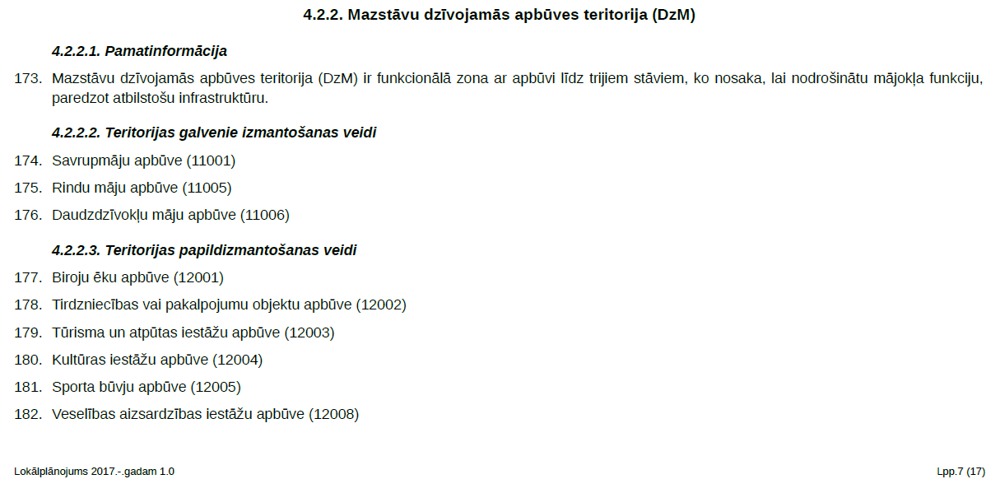 4.2.2. Mazstāvu dzīvojamās apbūves teritorija (DzM)
4.2.2.1. Pamatinformācija
173. Mazstāvu dzīvojamās apbūves teritorija (DzM) ir funkcionālā zona ar apbūvi līdz trijiem stāviem, ko nosaka, lai nodrošinātu mājokļa funkciju,
paredzot atbilstošu infrastruktūru.
4.2.2.2. Teritorijas galvenie izmantošanas veidi
174. Savrupmāju apbūve (11001)
175. Rindu māju apbūve (11005)
176. Daudzdzīvokļu māju apbūve (11006)
4.2.2.3. Teritorijas papildizmantošanas veidi
177. Biroju ēku apbūve (12001)
178. Tirdzniecības vai pakalpojumu objektu apbūve (12002)
179. Tūrisma un atpūtas iestāžu apbūve (12003)
180. Kultūras iestāžu apbūve (12004)
181. Sporta būvju apbūve (12005)
182. Veselības aizsardzības iestāžu apbūve (12008)
Lokālplānojums 2017.-.gadam 1.0
Lpp.7 (17)